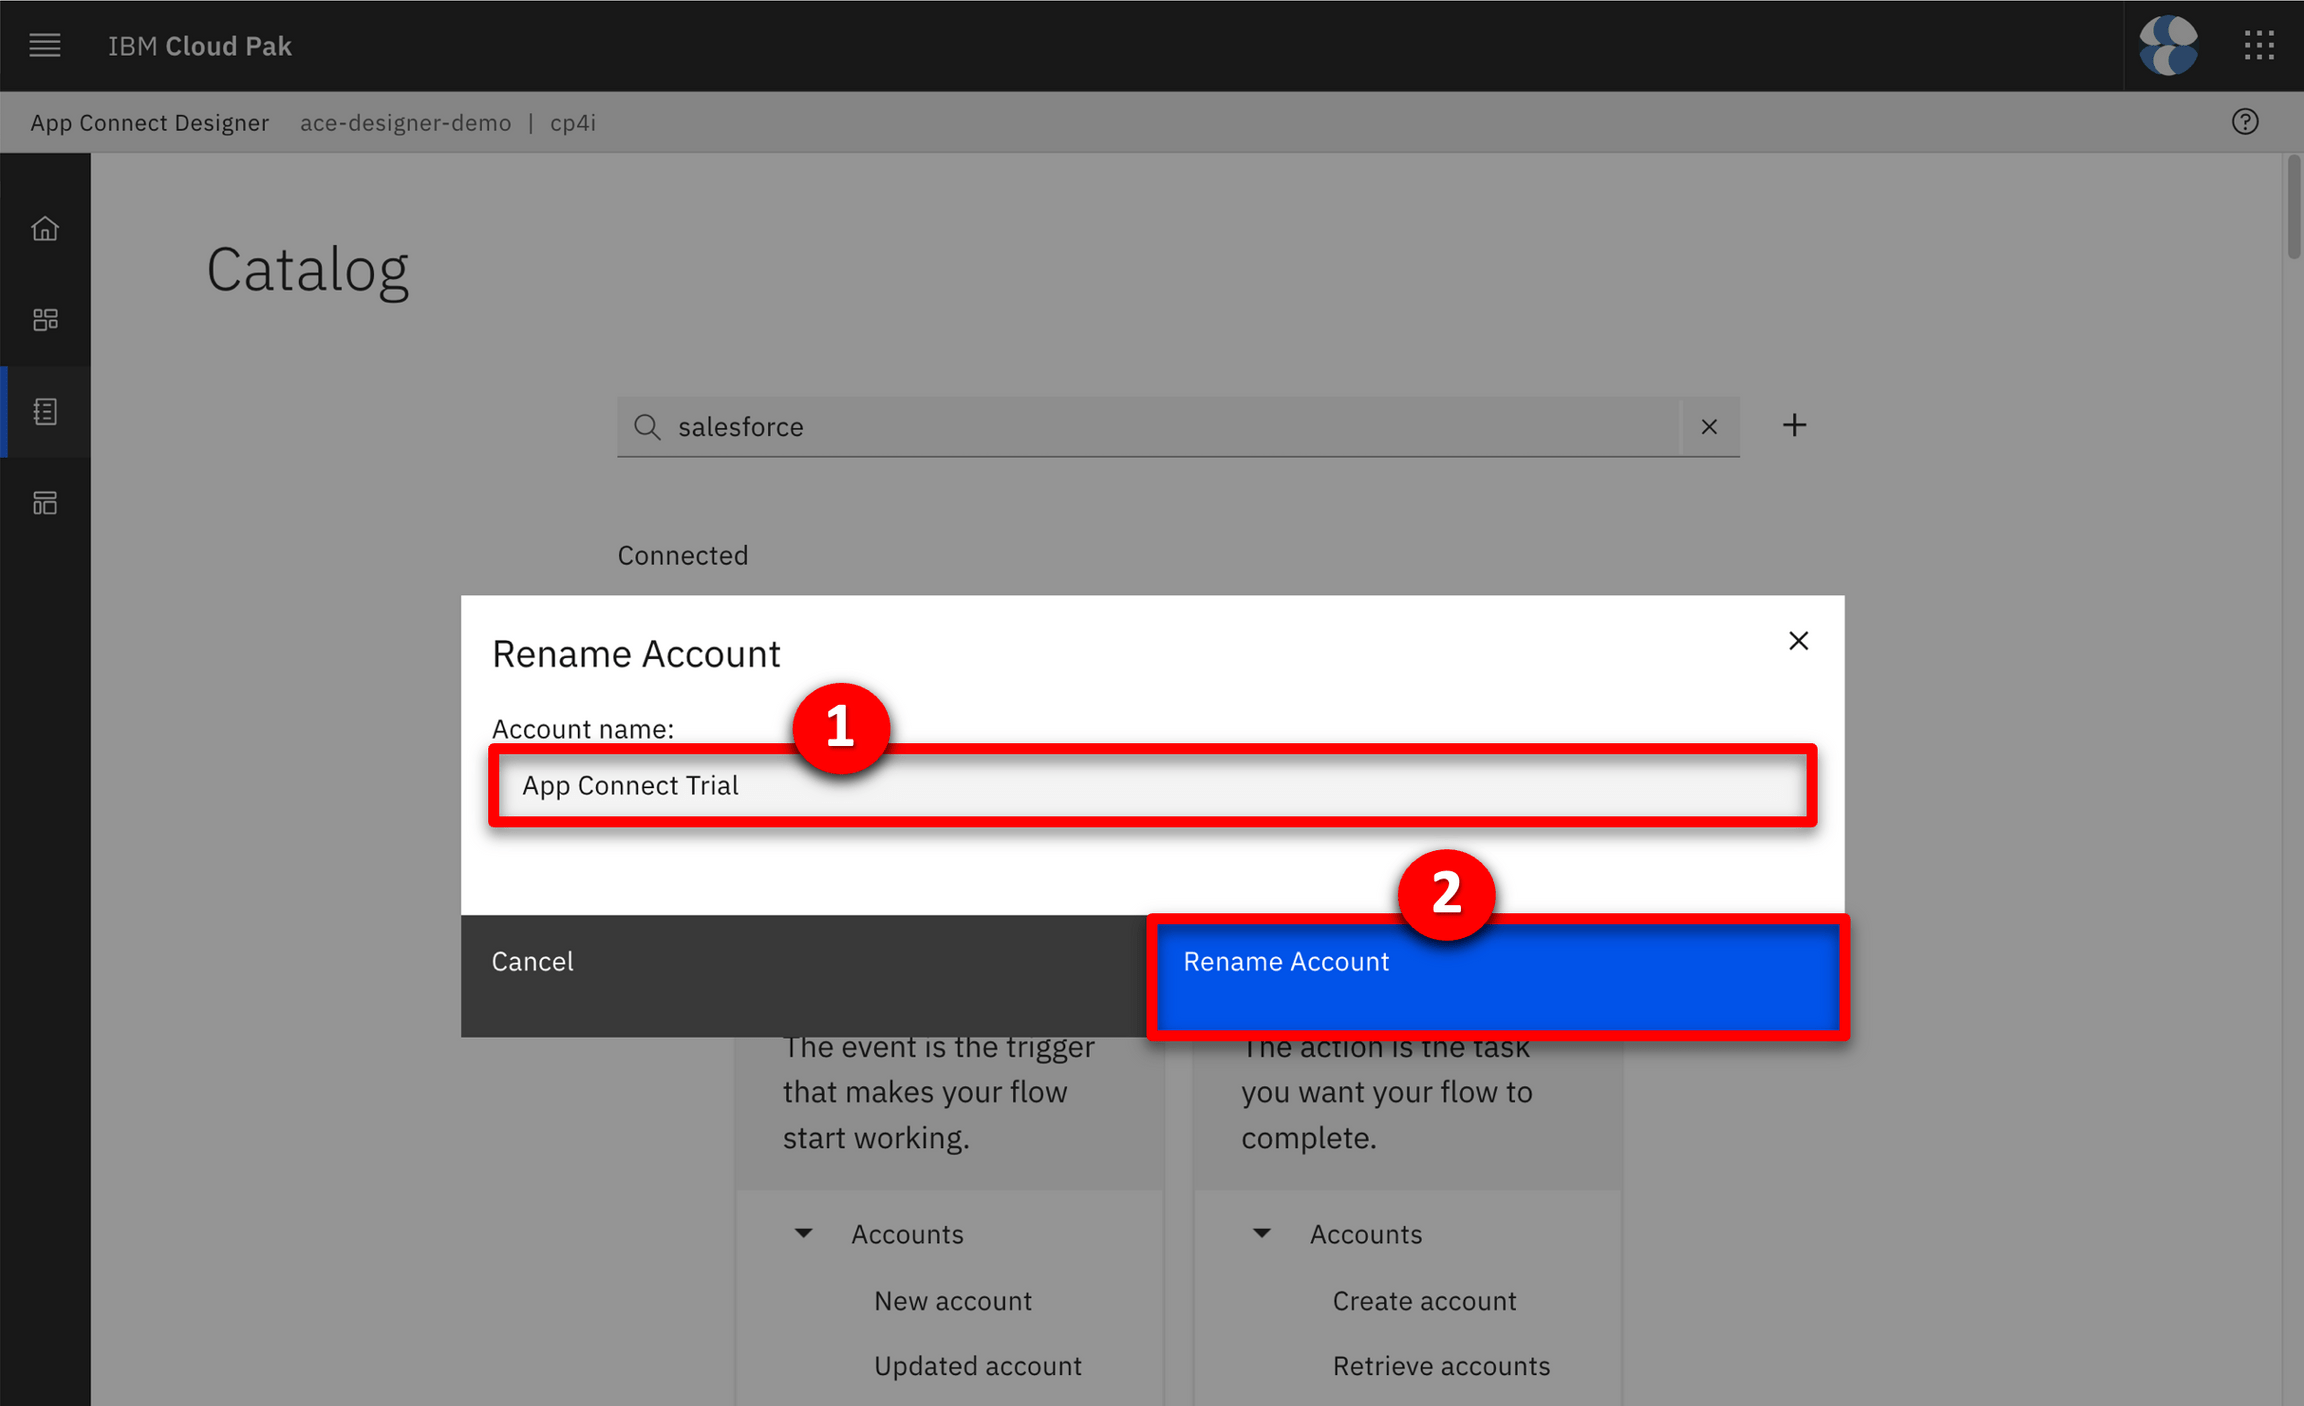 IBM Cloud Pak
App Connect Designer ace-designer-demo | cp4i
Catalog
salesforce
Connected
Rename Account
Account name:
1
App Connect Trial
2
Cancel
Rename Account
The event is the trigger
that makes your flow
start working.
The action is the task
you want your flow to
complete.
Accounts
New account
Updated account
Accounts
Create account
Retrieve accounts